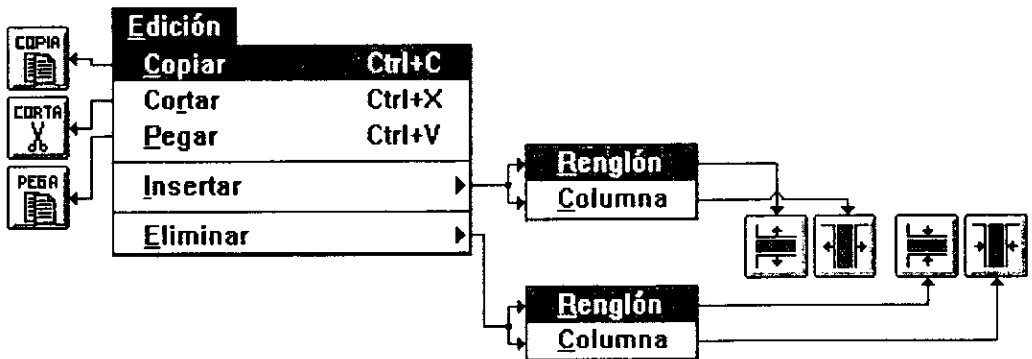 Edición
COPIA
Copiar Ctrl+C
CORTA
Cortar Ctrl+X
Pegar Ctrl+V
PEGA
Insertar
Renglón
Columna
Eliminar
Renglón
Columna